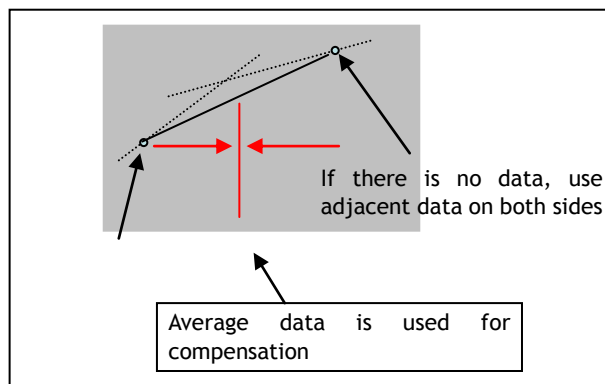 If there is no data, use
adjacent data on both sides
Average data is used for
compensation